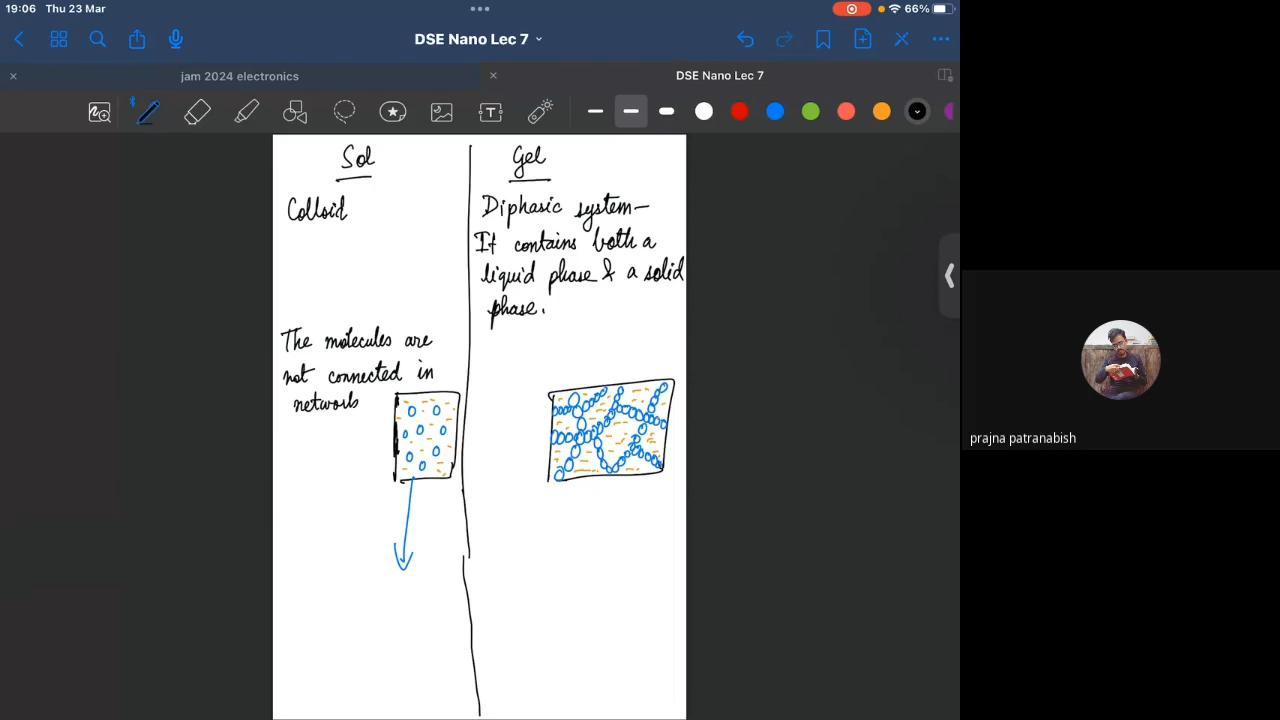 19:06 Thu 23 Mar
66%
DSE Nano Lec 7
jam 2024 electronics
DSE Nano Lec 7
T
Sol
Colloid
The molecules are
not connected in
network
Gel
Diphasic system—
It contains both a
liquid phase & a solid
phase.
prajna patranabish